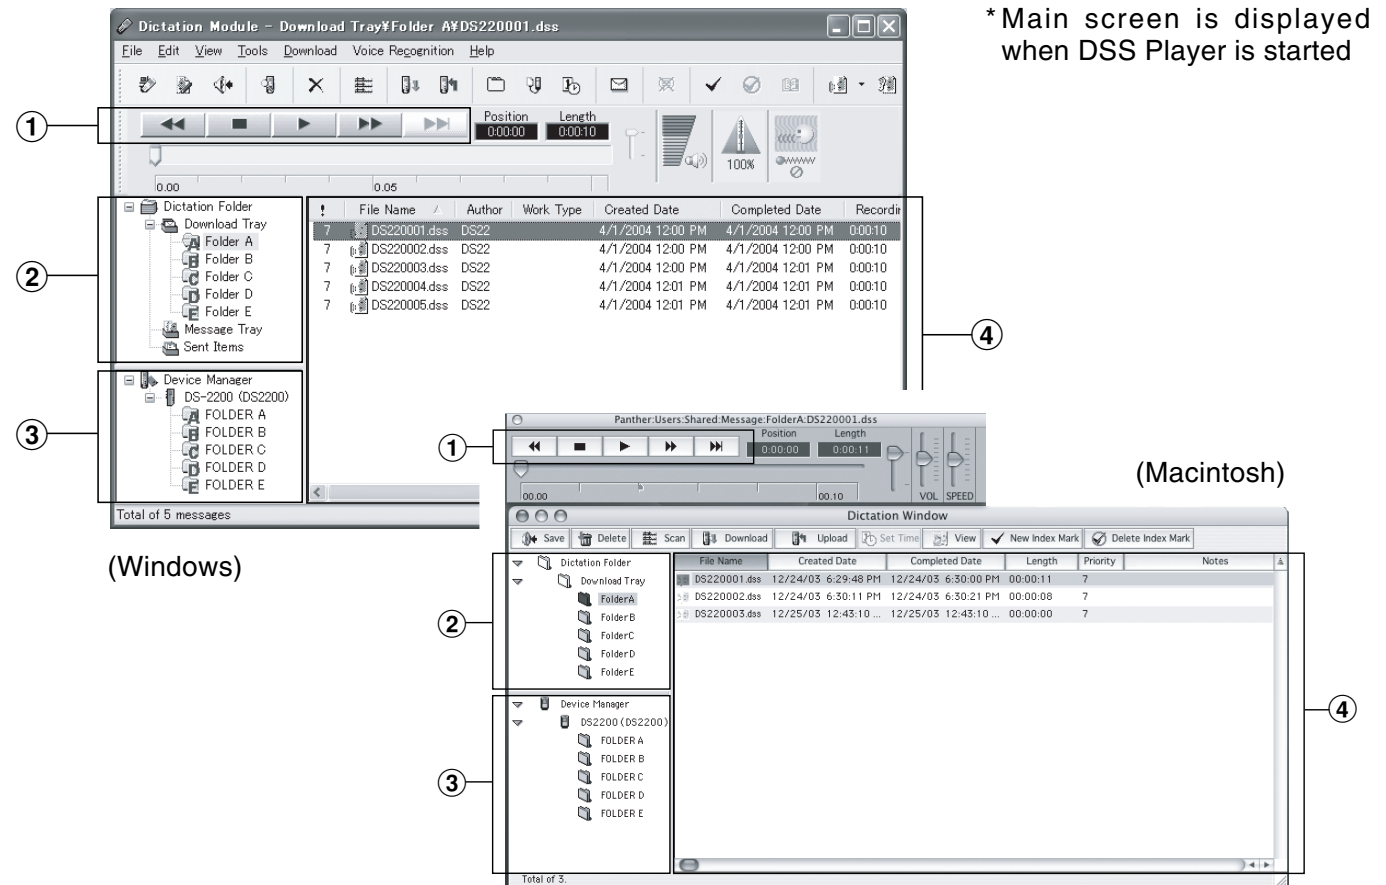 Dictation Module - Download Tray¥Folder A¥DS220001.dss
File Edit View Tools Download Voice Recognition Help
* Main screen is displayed
when DSS Player is started
1
Position Length
0:00:00 0:00:10
100%
0.00 0.05
2
Dictation Folder
Download Tray
Folder A
Folder B
Folder C
Folder D
Folder E
Message Tray
Sent Items
! File Name Author Work Type Created Date Completed Date Recordin
7 DS220001.dss DS22 4/1/2004 12:00 PM 4/1/2004 12:00 PM 0:00:10
7 DS220002.dss DS22 4/1/2004 12:00 PM 4/1/2004 12:00 PM 0:00:10
7 DS220003.dss DS22 4/1/2004 12:00 PM 4/1/2004 12:01 PM 0:00:10
7 DS220004.dss DS22 4/1/2004 12:01 PM 4/1/2004 12:01 PM 0:00:10
7 DS220005.dss DS22 4/1/2004 12:01 PM 4/1/2004 12:01 PM 0:00:10
4
3
Device Manager
DS-2200 (DS2200)
FOLDER A
FOLDER B
FOLDER C
FOLDER D
FOLDER E
Total of 5 messages
(Windows)
Panther:Users:Shared:Message:FolderA:DS220001.dss
1
Position Length
0:00:00 0:00:11
00.00 00.10
VOL SPEED
(Macintosh)
Dictation Window
Save Delete Scan Download Upload Set Time View New Index Mark Delete Index Mark
2
Dictation Folder
Download Tray
FolderA
FolderB
FolderC
FolderD
FolderE
File Name Created Date Completed Date Length Priority Notes
DS220001.dss 12/24/03 6:29:48 PM 12/24/03 6:30:00 PM 00:00:11 7
DS220002.dss 12/24/03 6:30:11 PM 12/24/03 6:30:21 PM 00:00:08 7
DS220003.dss 12/25/03 12:43:10 ... 12/25/03 12:43:10 ... 00:00:00 7
3
Device Manager
DS2200 (DS2200)
FOLDER A
FOLDER B
FOLDER C
FOLDER D
FOLDER E
4
Total of 3.